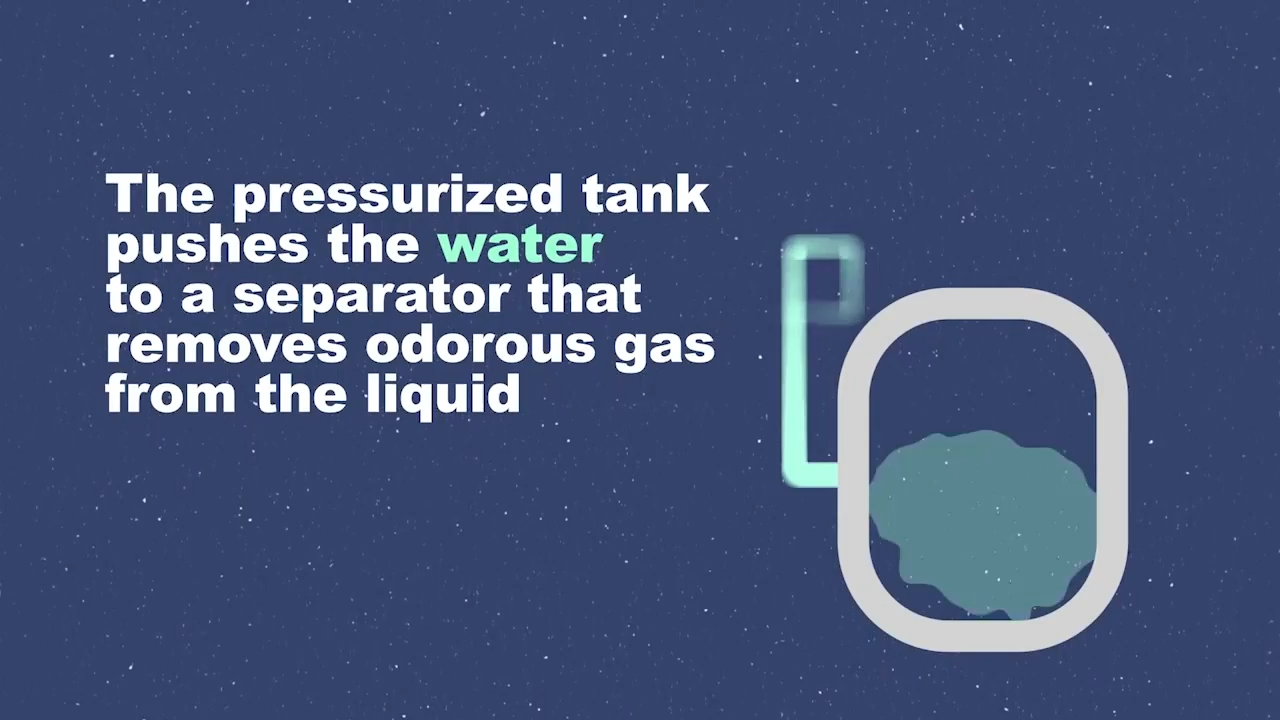 The pressurized tank
pushes the water
to a separator that
removes odorous gas
from the liquid